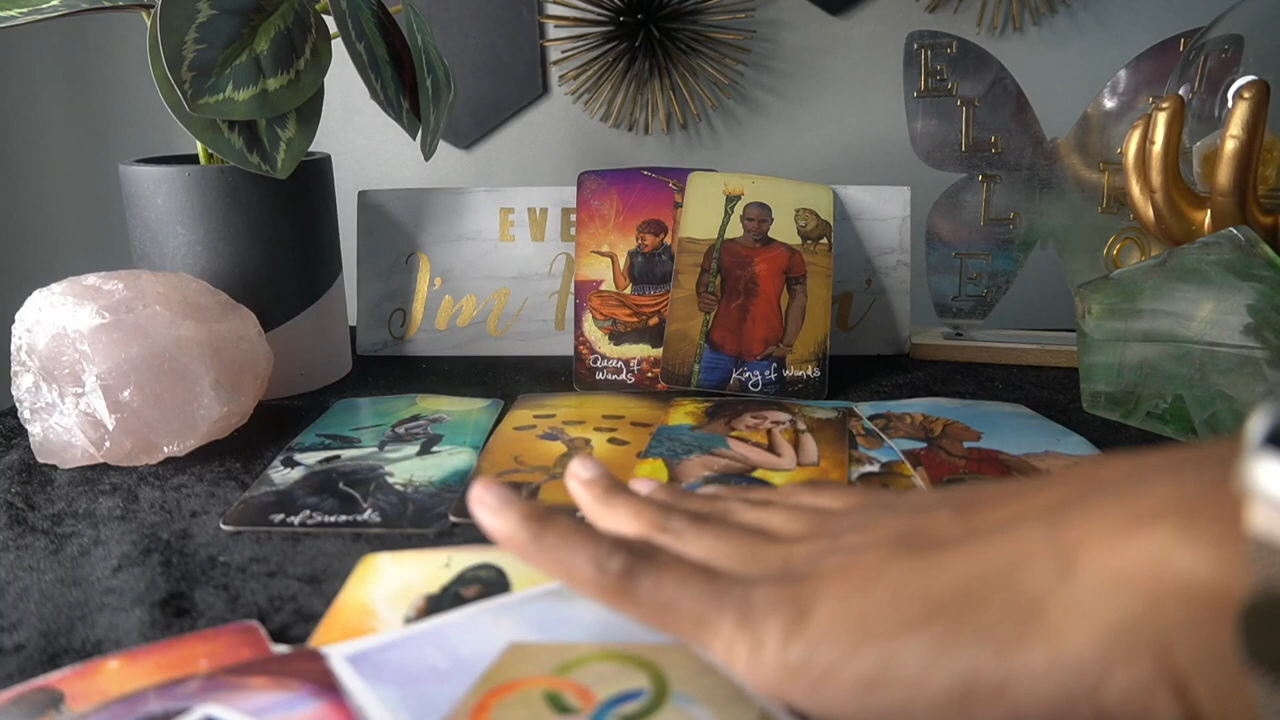 EVE
I'm
Queen of
Wands
King of Wands
7 of Swords
E
L
L
E